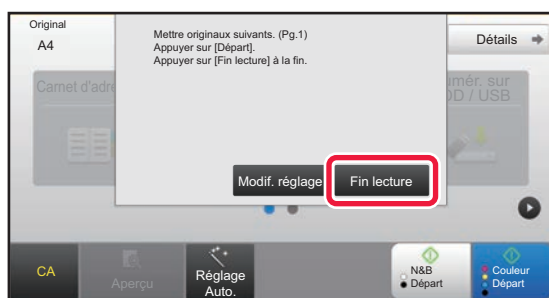 Original
A4
Mettre originaux suivants. (Pg.1)
Appuyer sur [Départ].
Appuyer sur [Fin lecture] à la fin.
Détails
Carnet d'adre
mér. sur
DD / USB
Modif. réglage
Fin lecture
CA
Aperçu
Réglage
Auto.
N&B
Départ
Couleur
Départ